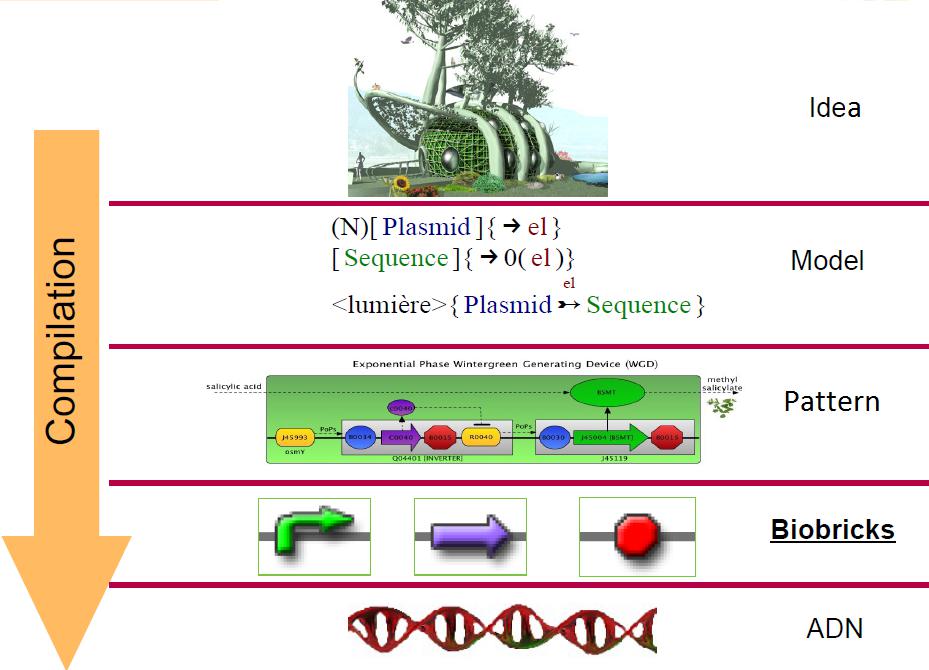 Idea
Compilation
(N)[ Plasmid ]{ → el }
[ Sequence ]{ → 0( el )}
el
<lumière>{ Plasmid ↣ Sequence }
Model
Exponential Phase Wintergreen Generating Device (WGD)
salicylic acid
BSMT
methyl
salicylate
C0040
PoPs
PoPs
J45993
B0034
C0040
B0015
R0040
B0030
J45004 [BSMT]
B0015
osmY
Q04401 [INVERTER]
J45119
Pattern
Biobricks
ADN